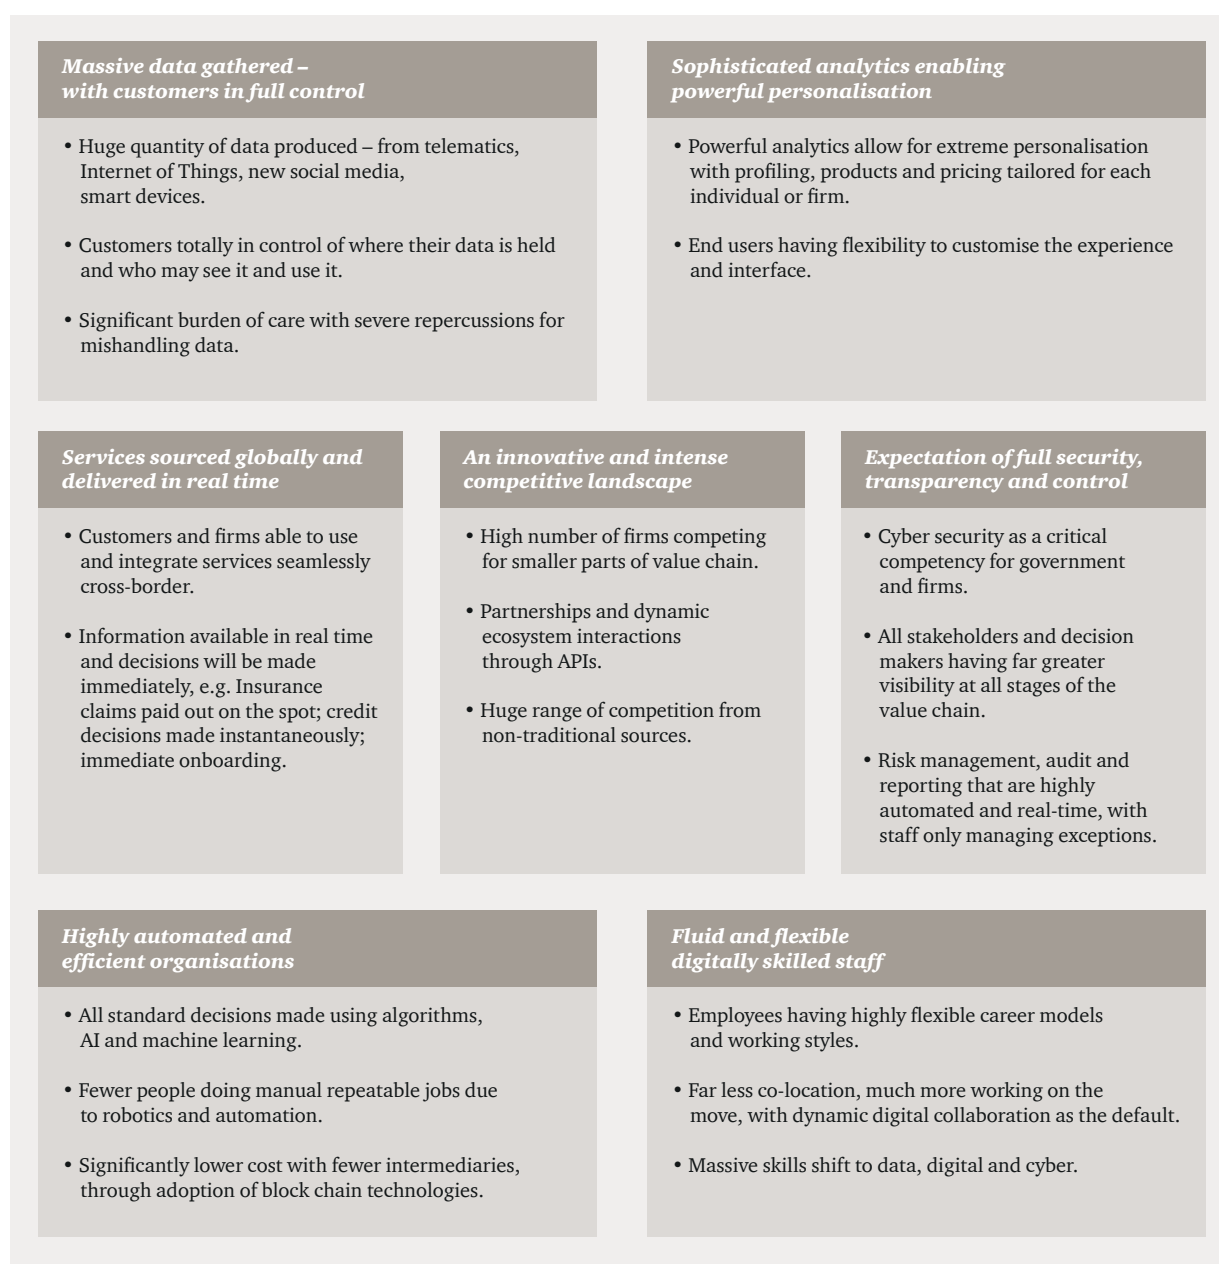 Massive data gathered –
with customers in full control
• Huge quantity of data produced – from telematics,
Internet of Things, new social media,
smart devices.
• Customers totally in control of where their data is held
and who may see it and use it.
• Significant burden of care with severe repercussions for
mishandling data.
Sophisticated analytics enabling
powerful personalisation
• Powerful analytics allow for extreme personalisation
with profiling, products and pricing tailored for each
individual or firm.
• End users having flexibility to customise the experience
and interface.
Services sourced globally and
delivered in real time
• Customers and firms able to use
and integrate services seamlessly
cross-border.
• Information available in real time
and decisions will be made
immediately, e.g. Insurance
claims paid out on the spot; credit
decisions made instantaneously;
immediate onboarding.
An innovative and intense
competitive landscape
• High number of firms competing
for smaller parts of value chain.
• Partnerships and dynamic
ecosystem interactions
through APIs.
• Huge range of competition from
non-traditional sources.
Expectation of full security,
transparency and control
• Cyber security as a critical
competency for government
and firms.
• All stakeholders and decision
makers having far greater
visibility at all stages of the
value chain.
• Risk management, audit and
reporting that are highly
automated and real-time, with
staff only managing exceptions.
Highly automated and
efficient organisations
• All standard decisions made using algorithms,
AI and machine learning.
• Fewer people doing manual repeatable jobs due
to robotics and automation.
• Significantly lower cost with fewer intermediaries,
through adoption of block chain technologies.
Fluid and flexible
digitally skilled staff
• Employees having highly flexible career models
and working styles.
• Far less co-location, much more working on the
move, with dynamic digital collaboration as the default.
• Massive skills shift to data, digital and cyber.